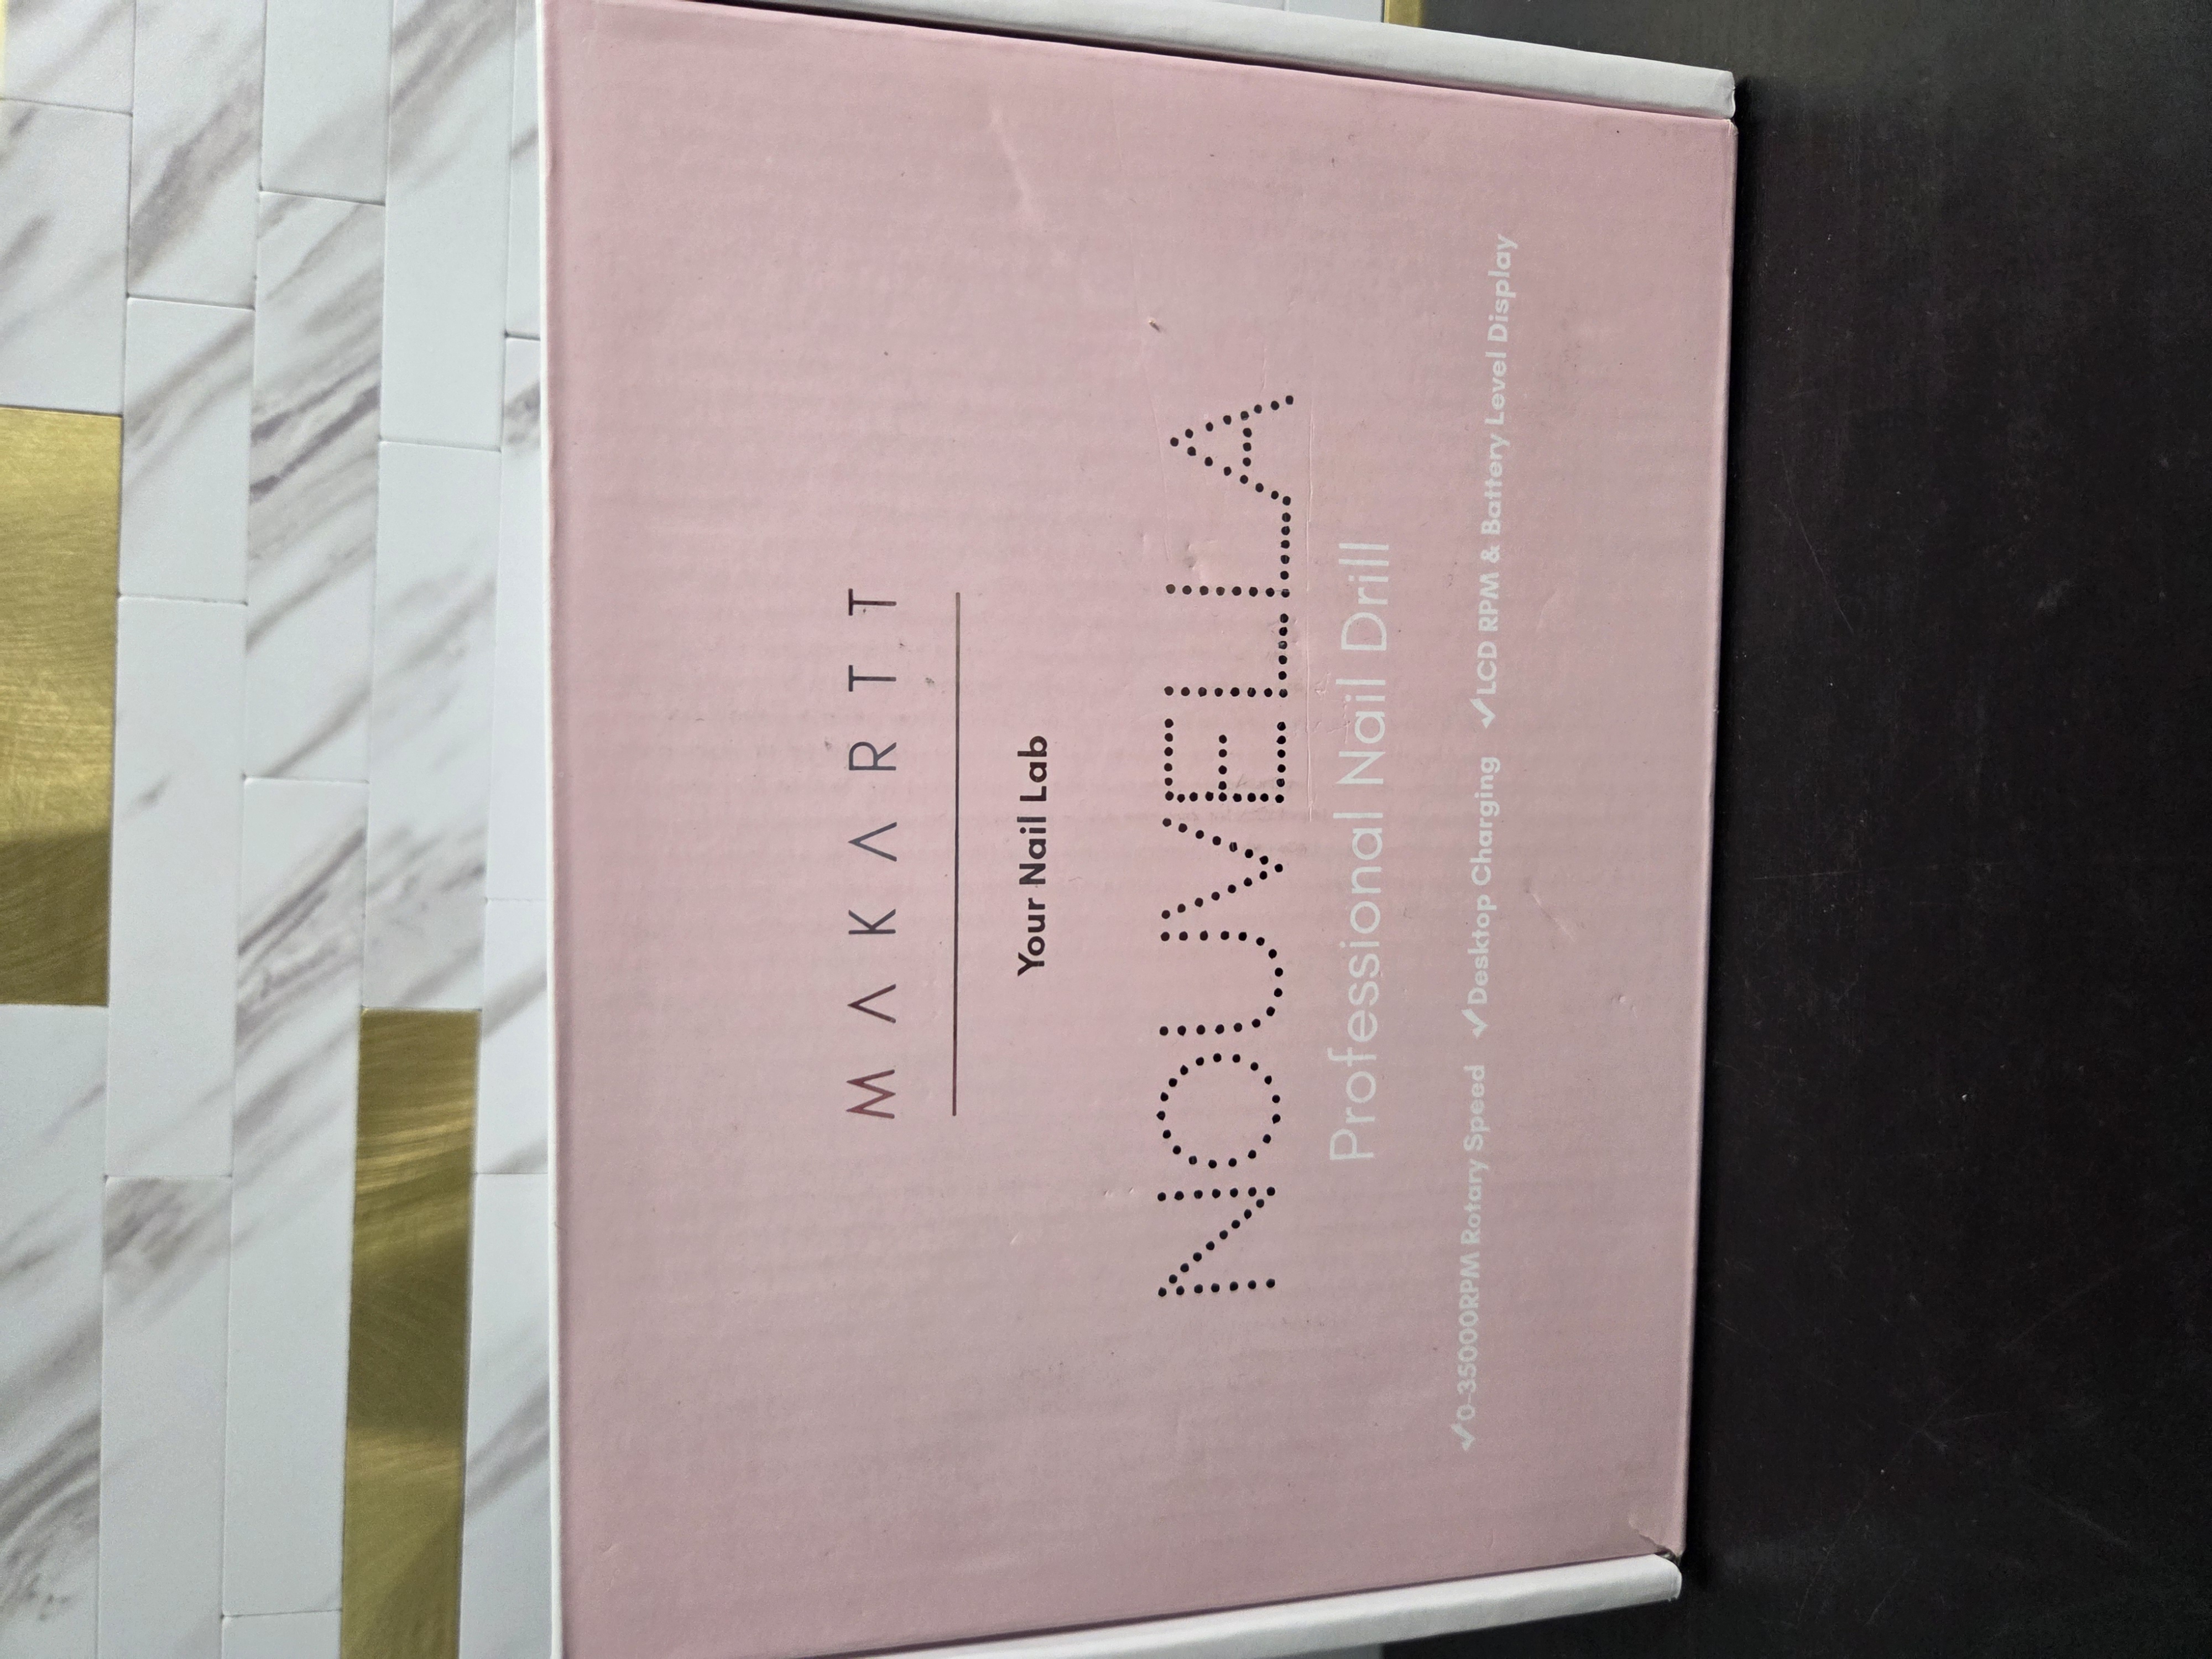 MAKARTT
Your Nail Lab
NOUVELLA
Professional Nail Drill
✓0-35000RPM Rotary Speed ✓Desktop Charging ✓LCD RPM & Battery Level Display